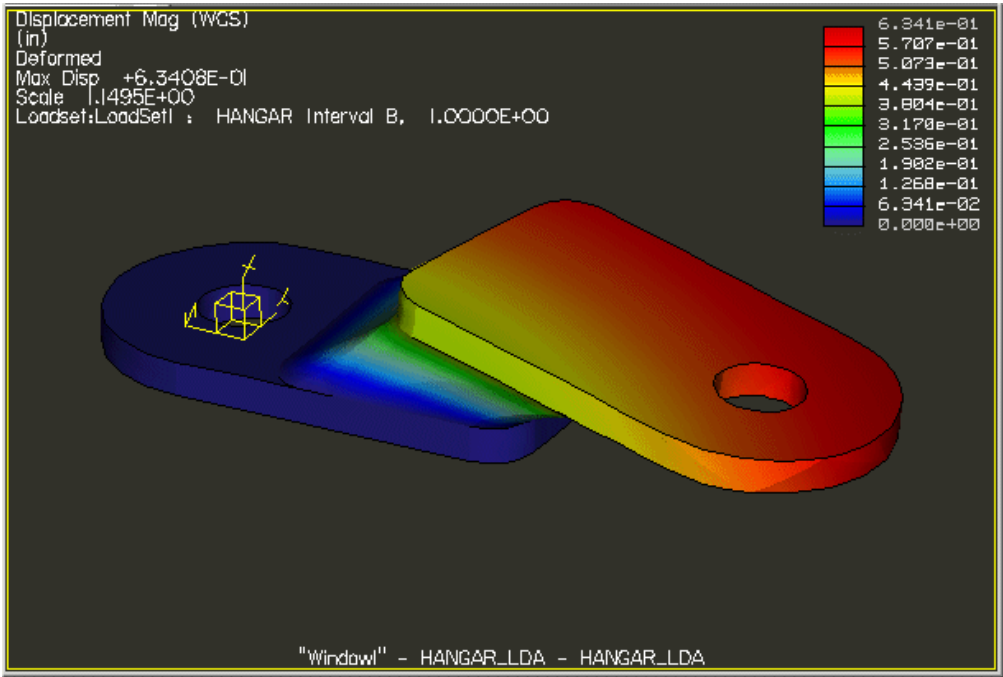 Displacement Mag (WCS)
(in)
Deformed
Max Disp +6.3408E-01
Scale 1.1495E+00
Loadset:LoadSet1 : HANGAR Interval B, 1.0000E+00
6.341e-01
5.707e-01
5.073e-01
4.439e-01
3.804e-01
3.170e-01
2.536e-01
1.902e-01
1.268e-01
6.341e-02
0.000e+00
"Window1" - HANGAR_LDA - HANGAR_LDA